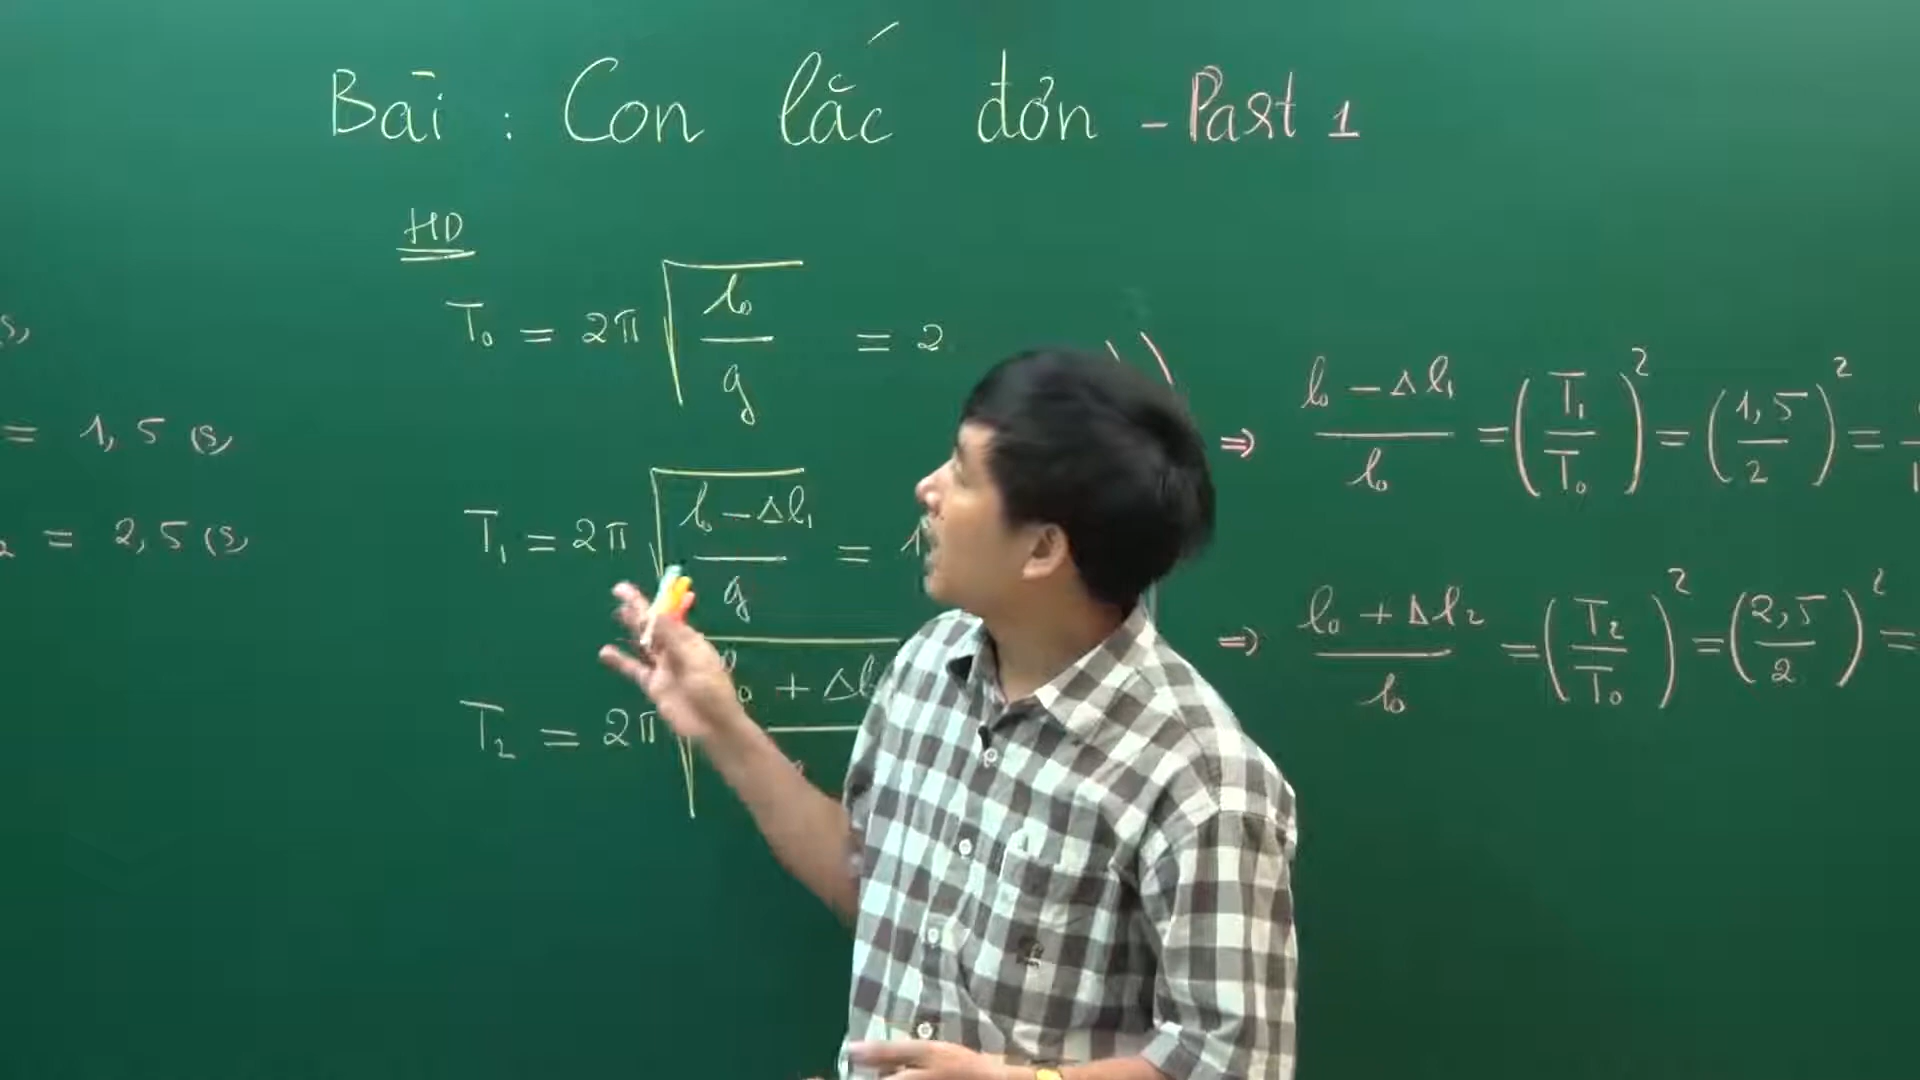 Bài : Con lắc đơn - Part 1
HD
= 1,5 (s)
= 2,5 (s)
T₀ = 2π √(l₀/g) = 2
T₁ = 2π √((l₀ - Δl₁)/g) = 1
T₂ = 2π √(l₀ + Δl
⇒ (l₀ - Δl₁)/l₀ = (T₁/T₀)² = (1,5/2)² =
⇒ (l₀ + Δl₂)/l₀ = (T₂/T₀)² = (2,5/2)² =